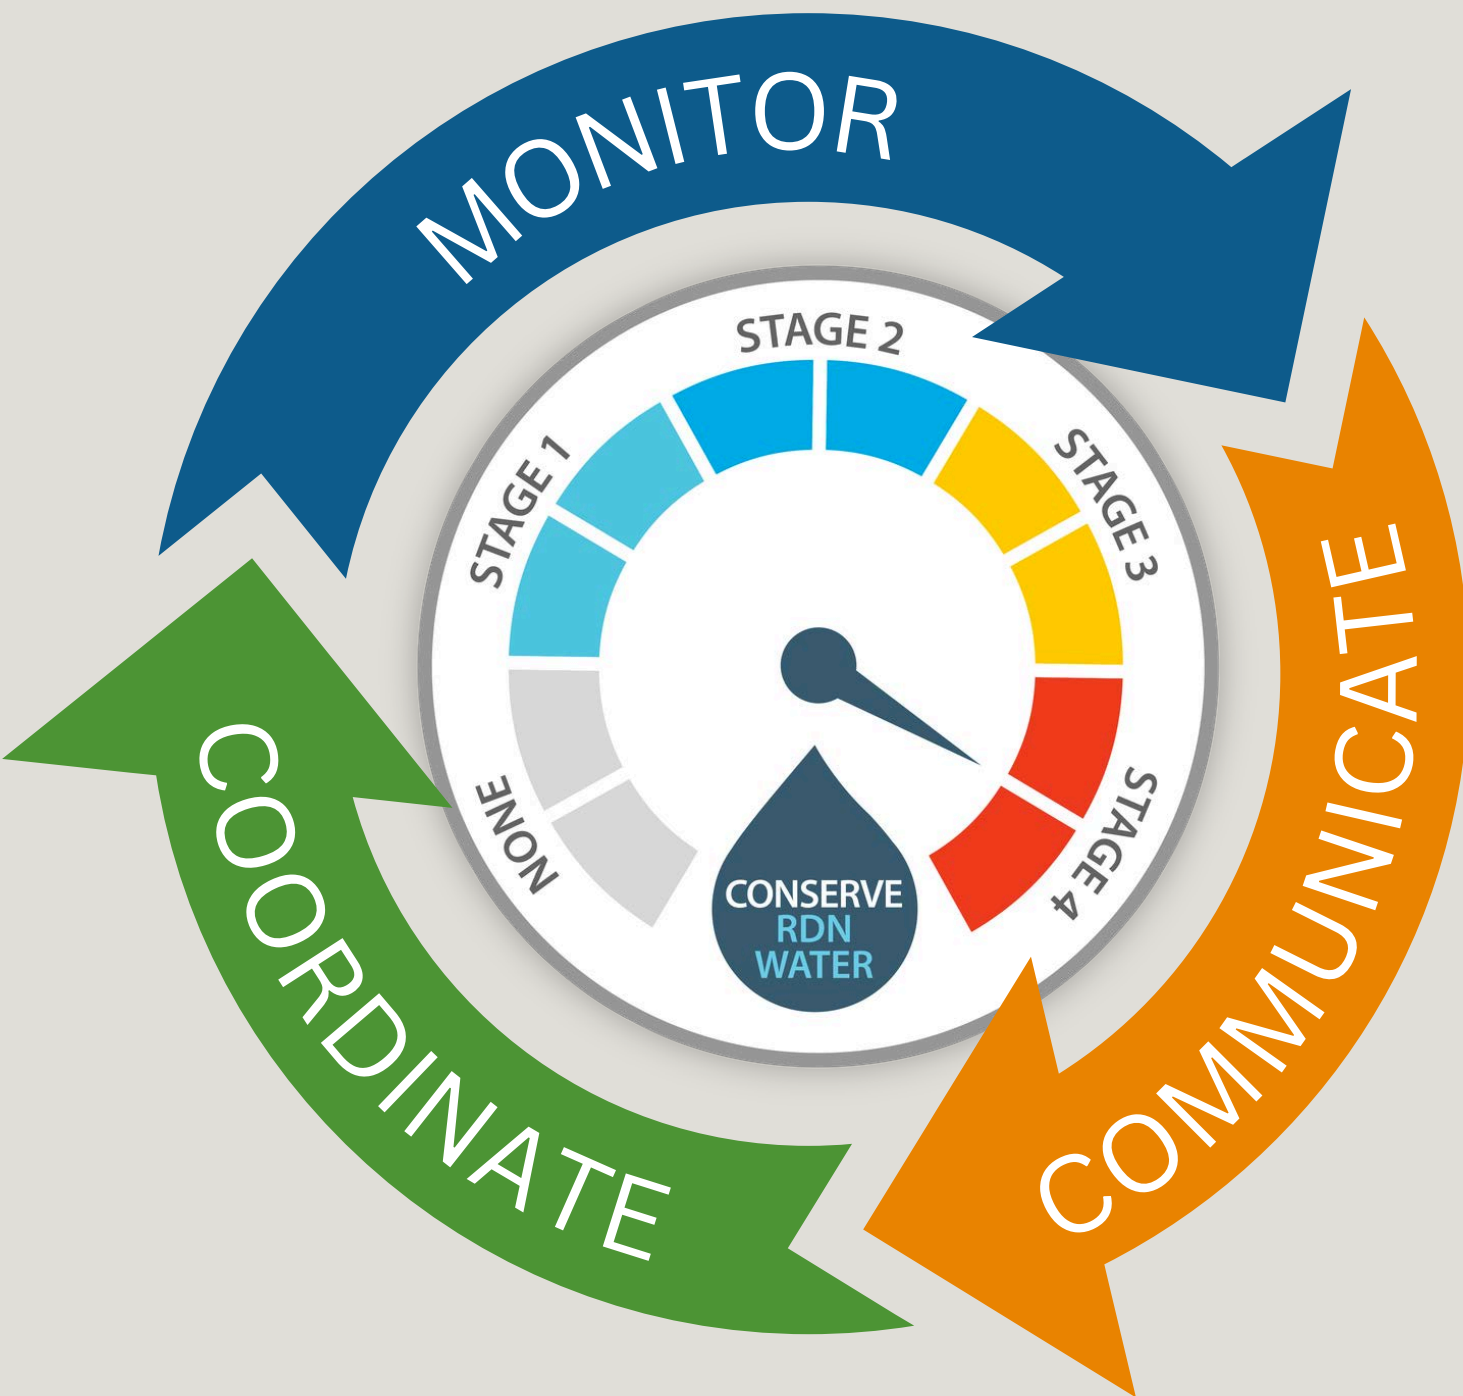 MONITOR
COMMUNICATE
COORDINATE
NONE
STAGE 1
STAGE 2
STAGE 3
STAGE 4
CONSERVE
RDN
WATER